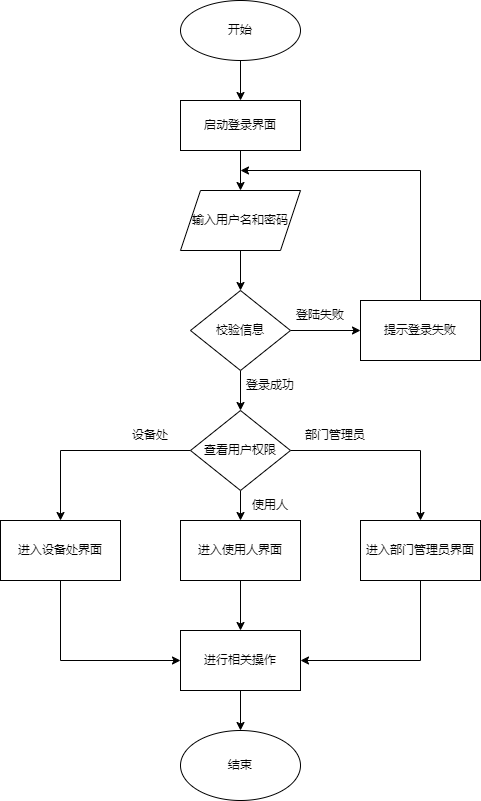 开始
启动登录界面
输入用户名和密码
登陆失败
校验信息
提示登录失败
登录成功
设备处
部门管理员
查看用户权限
使用人
进入设备处界面
进入使用人界面
进入部门管理员界面
进行相关操作
结束